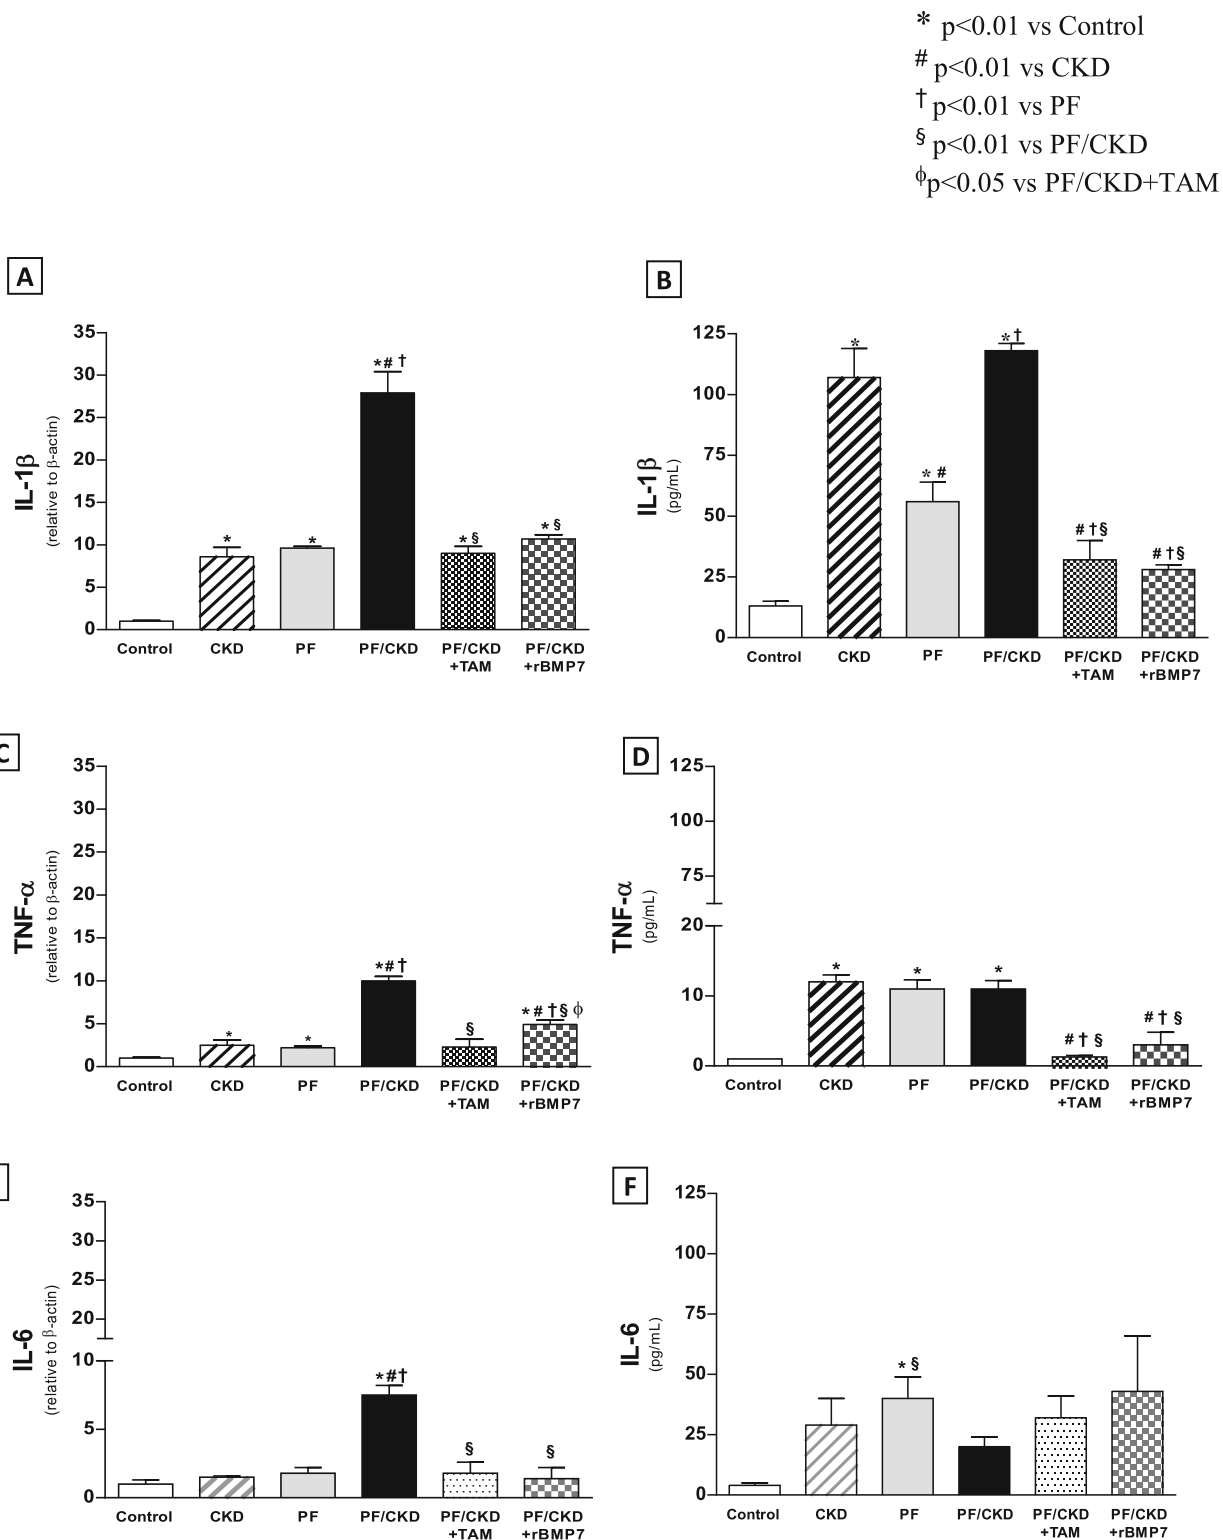 * p<0.01 vs Control
# p<0.01 vs CKD
† p<0.01 vs PF
§ p<0.01 vs PF/CKD
ϕp<0.05 vs PF/CKD+TAM
A
IL-1β
(relative to β-actin)
35
30
25
20
15
10
5
0
*
*
*# †
* §
* §
Control
CKD
PF
PF/CKD
PF/CKD
+TAM
PF/CKD
+rBMP7
B
IL-1β
(pg/mL)
125
100
75
50
25
0
*
* #
* †
# † §
# † §
Control
CKD
PF
PF/CKD
PF/CKD
+TAM
PF/CKD
+rBMP7
C
TNF-α
(relative to β-actin)
35
30
25
20
15
10
5
0
*
*
*# †
§
* # † § ϕ
Control
CKD
PF
PF/CKD
PF/CKD
+TAM
PF/CKD
+rBMP7
D
TNF-α
(pg/mL)
125
100
75
20
10
0
*
*
*
# † §
# † §
Control
CKD
PF
PF/CKD
PF/CKD
+TAM
PF/CKD
+rBMP7
IL-6
(relative to β-actin)
35
30
25
20
10
5
0
*#†
§
§
Control
CKD
PF
PF/CKD
PF/CKD
+TAM
PF/CKD
+rBMP7
F
IL-6
(pg/mL)
125
100
75
50
25
0
* §
Control
CKD
PF
PF/CKD
PF/CKD
+TAM
PF/CKD
+rBMP7